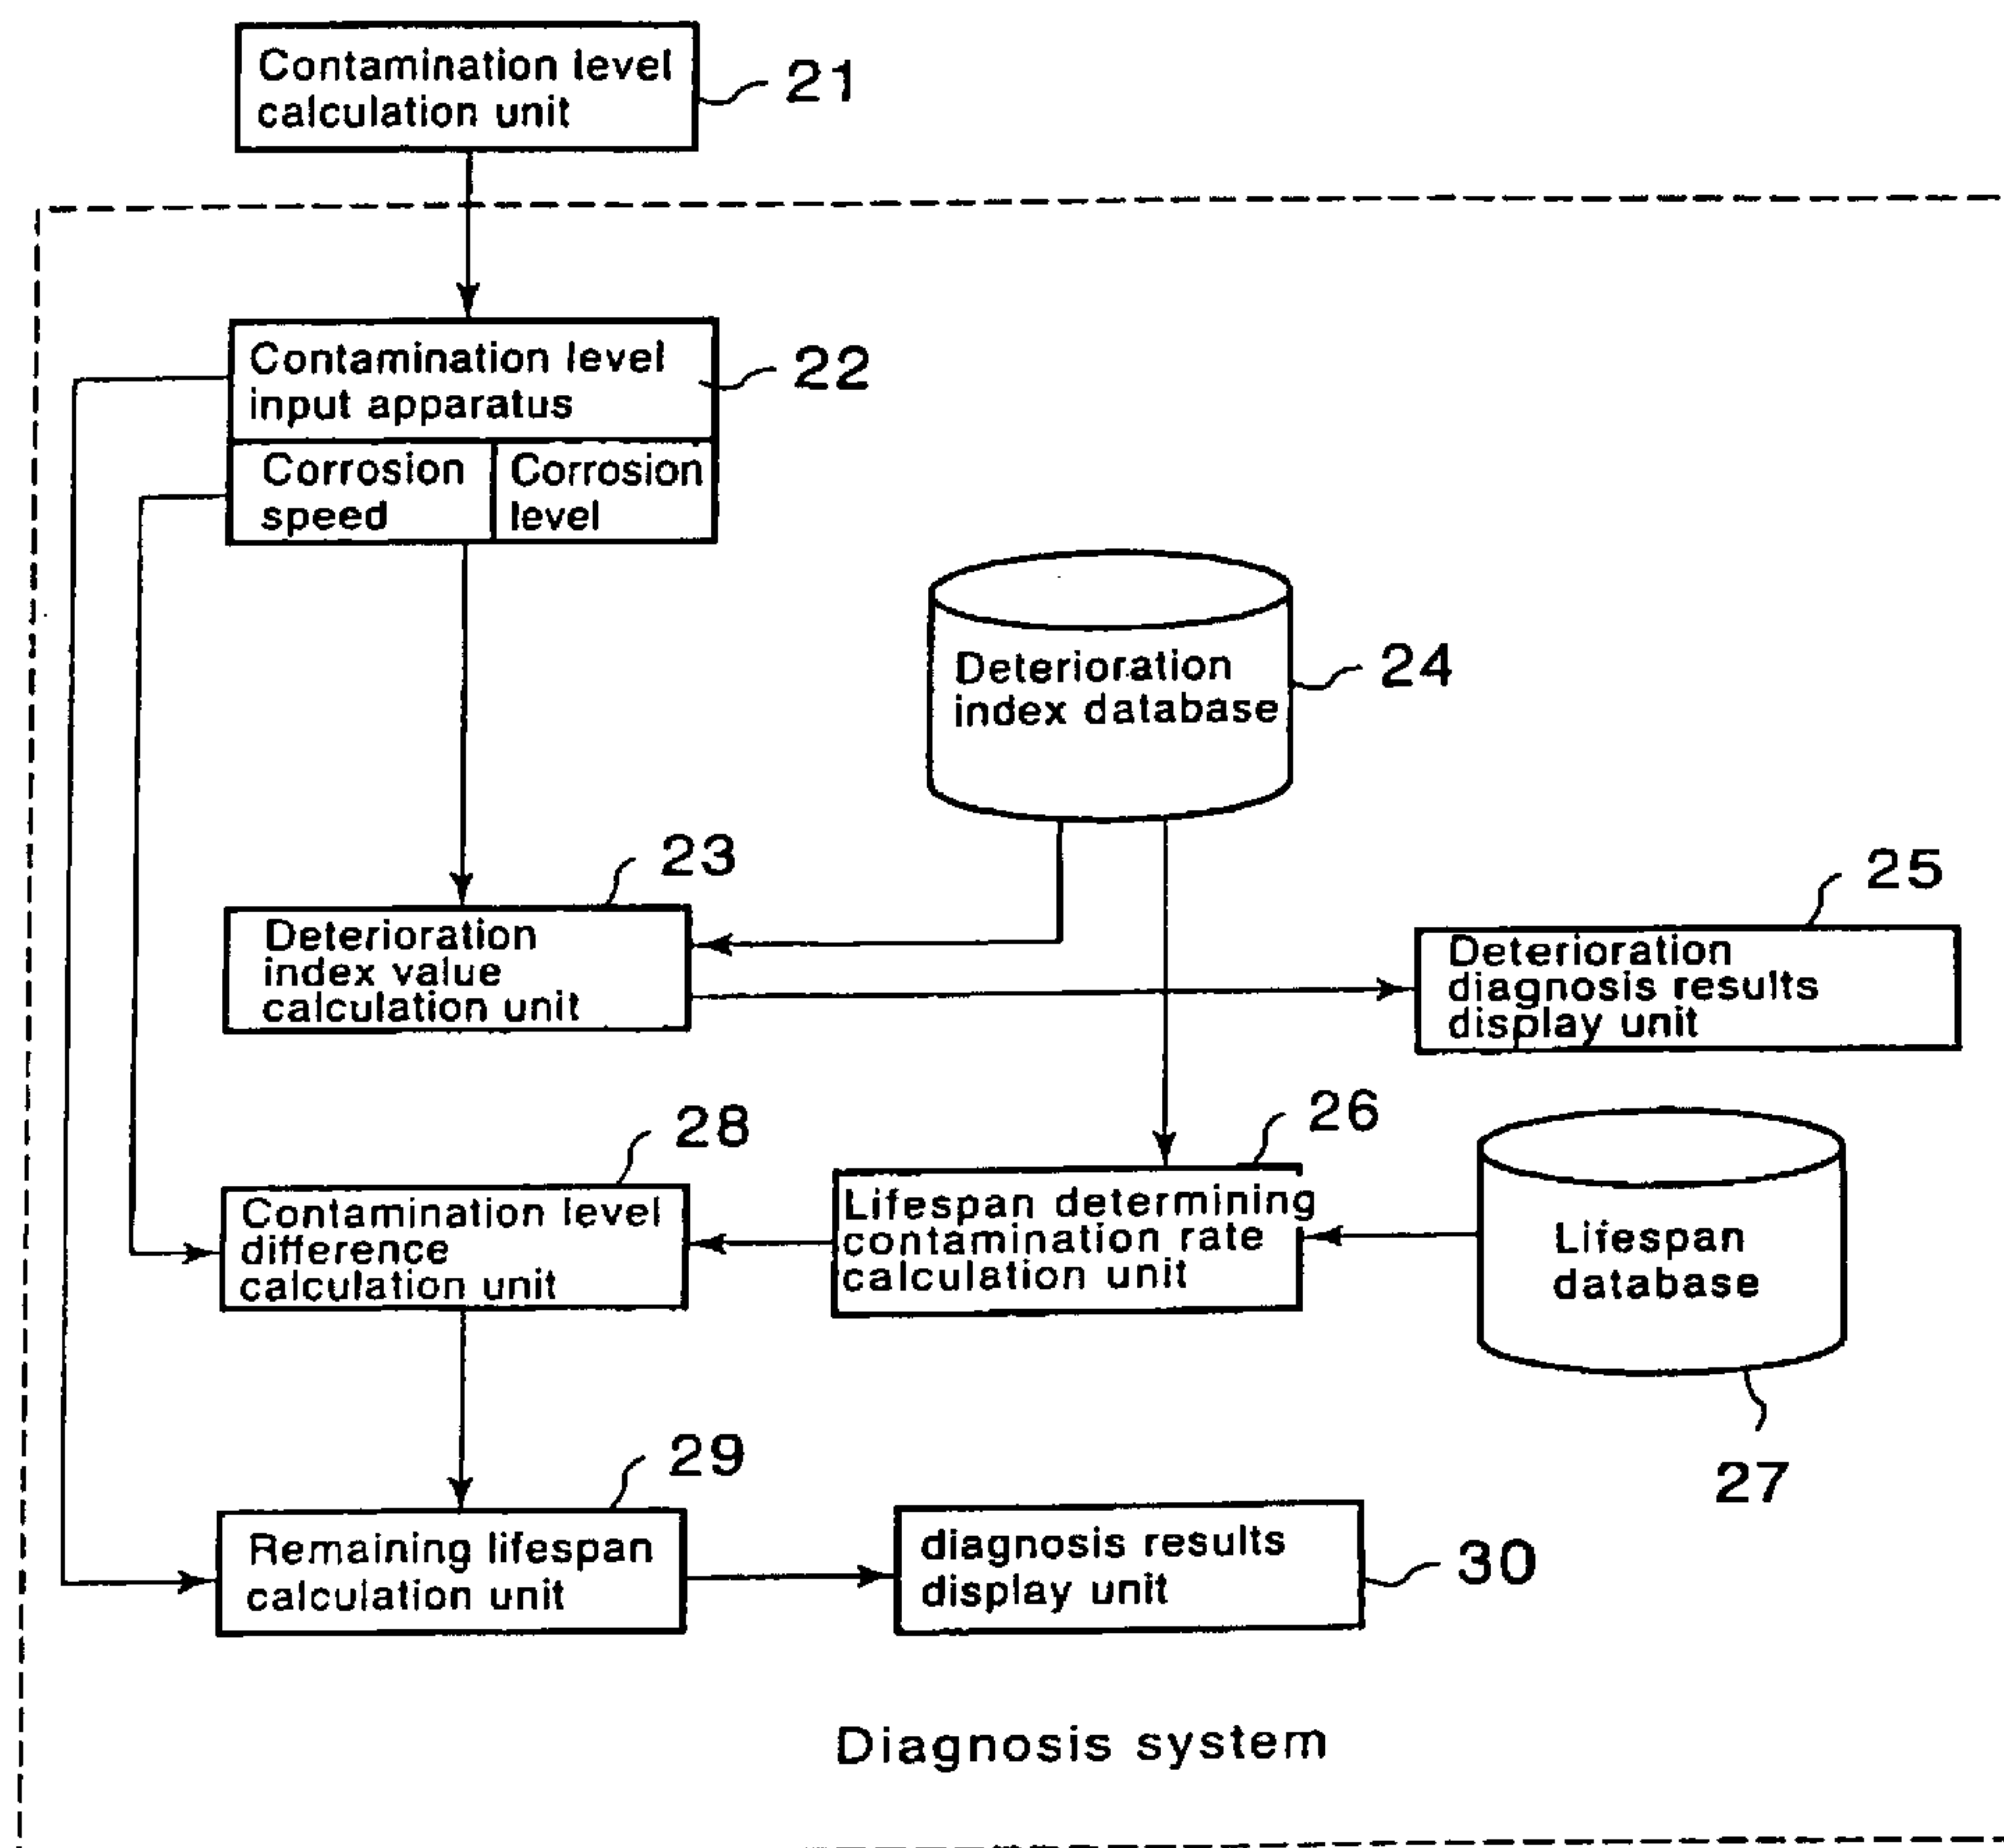 Contamination level
calculation unit
21
Contamination level
input apparatus
22
Corrosion
speed
Corrosion
level
Deterioration
index database
24
23
Deterioration
index value
calculation unit
25
Deterioration
diagnosis results
display unit
28
Contamination level
difference
calculation unit
26
Lifespan determining
contamination rate
calculation unit
Lifespan
database
27
29
Remaining lifespan
calculation unit
diagnosis results
display unit
30
Diagnosis system